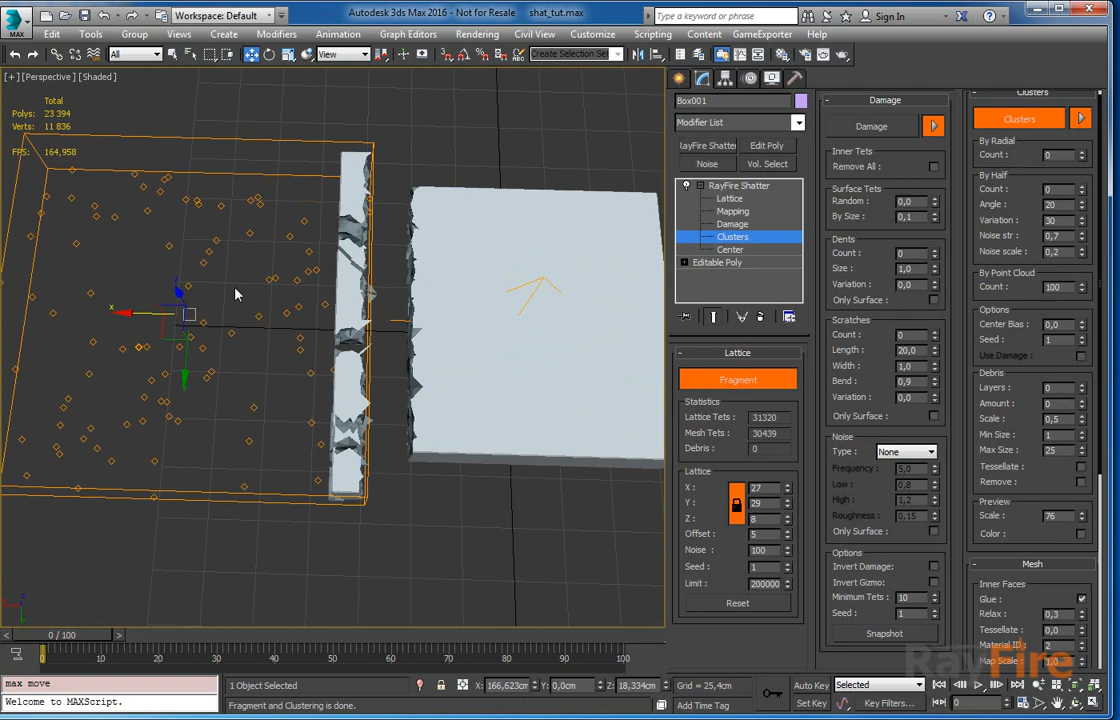 Autodesk 3ds Max 2016 - Not for Resale shat_tut.max
Workspace: Default
Type a keyword or phrase
Sign In
MAX
Edit Tools Group Views Create Modifiers Animation Graph Editors Rendering Civil View Customize Scripting Content GameExporter Help
All
View
Create Selection Set
[+] [Perspective] [Shaded]
Total
Polys: 23 394
Verts: 11 836
FPS: 164,958
x
z
Box001
Modifier List
RayFire Shatter
Edit Poly
Noise
Vol. Select
RayFire Shatter
Lattice
Mapping
Damage
Clusters
Center
Editable Poly
Lattice
Fragment
Statistics
Lattice Tets: 31320
Mesh Tets: 30439
Debris: 0
Lattice
X : 27
Y : 29
Z : 8
Offset : 5
Noise : 100
Seed : 1
Limit : 200000
Reset
Damage
Damage
Inner Tets
Remove All :
Surface Tets
Random : 0,0
By Size : 0,1
Dents
Count : 0
Size : 1,0
Variation : 0,0
Only Surface :
Scratches
Count : 0
Length : 20,0
Width : 1,0
Bend : 0,9
Variation : 0,0
Only Surface :
Noise
Type : None
Frequency : 5,0
Low : 0,8
High : 1,2
Roughness : 0,15
Only Surface :
Options
Invert Damage:
Invert Gizmo:
Minimum Tets : 10
Seed : 1
Snapshot
Clusters
Clusters
By Radial
Count : 0
By Half
Count : 0
Angle : 20
Variation : 30
Noise str : 0,7
Noise scale : 0,2
By Point Cloud
Count : 100
Options
Center Bias : 0,0
Seed : 1
Use Damage :
Debris
Layers : 0
Amount : 0
Scale : 0,5
Min Size : 1
Max Size : 25
Tessellate :
Remove :
Preview
Scale : 76
Color :
Mesh
Inner Faces
Glue :
Relax : 0,3
Tessellate : 0,0
Material ID : 2
Map Scale : 1,0
RayFire
0 / 100
0 10 20 30 40 50 60 70 80 90 100
max move
Welcome to MAXScript.
1 Object Selected
Fragment and Clustering is done.
X: 166,623cm
Y: 0,0cm
Z: 18,334cm
Grid = 25,4cm
Add Time Tag
Auto Key
Selected
Set Key
Key Filters...
0